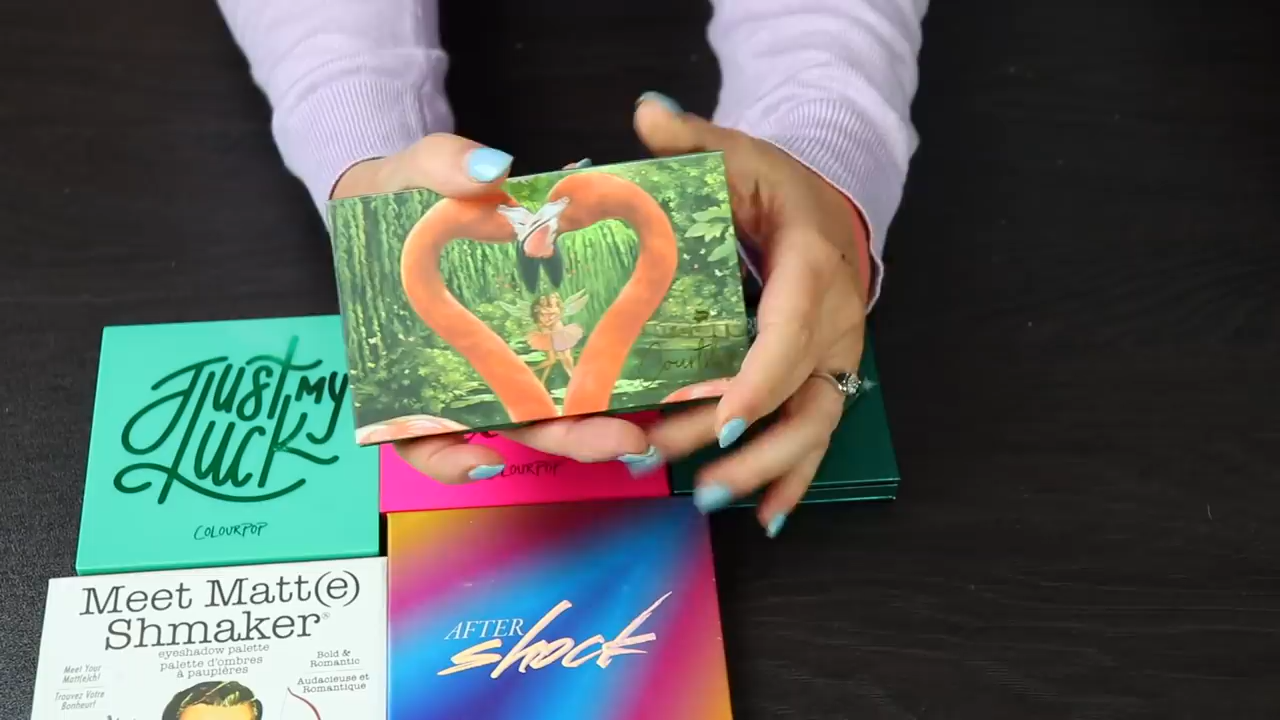 Just my
Luck
COLOURPOP
COLOURPOP
Meet Matt(e)
Shmaker®
eyeshadow palette
palette d'ombres
à paupières
Meet Your
Matt(e)ch!
Trouvez Votre
Bonheur!
Bold &
Romantic
Audacieuse et
Romantique
AFTER
shock